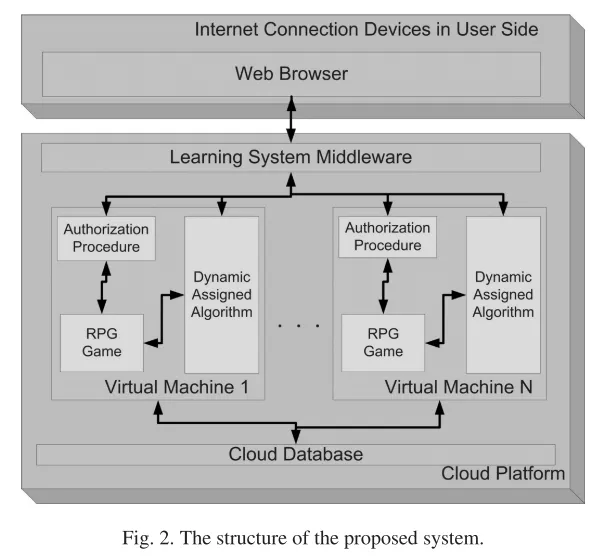 Internet Connection Devices in User Side
Web Browser
Learning System Middleware
Authorization
Procedure
Dynamic
Assigned
Algorithm
RPG
Game
Virtual Machine 1
. . .
Authorization
Procedure
Dynamic
Assigned
Algorithm
RPG
Game
Virtual Machine N
Cloud Database
Cloud Platform
Fig. 2. The structure of the proposed system.